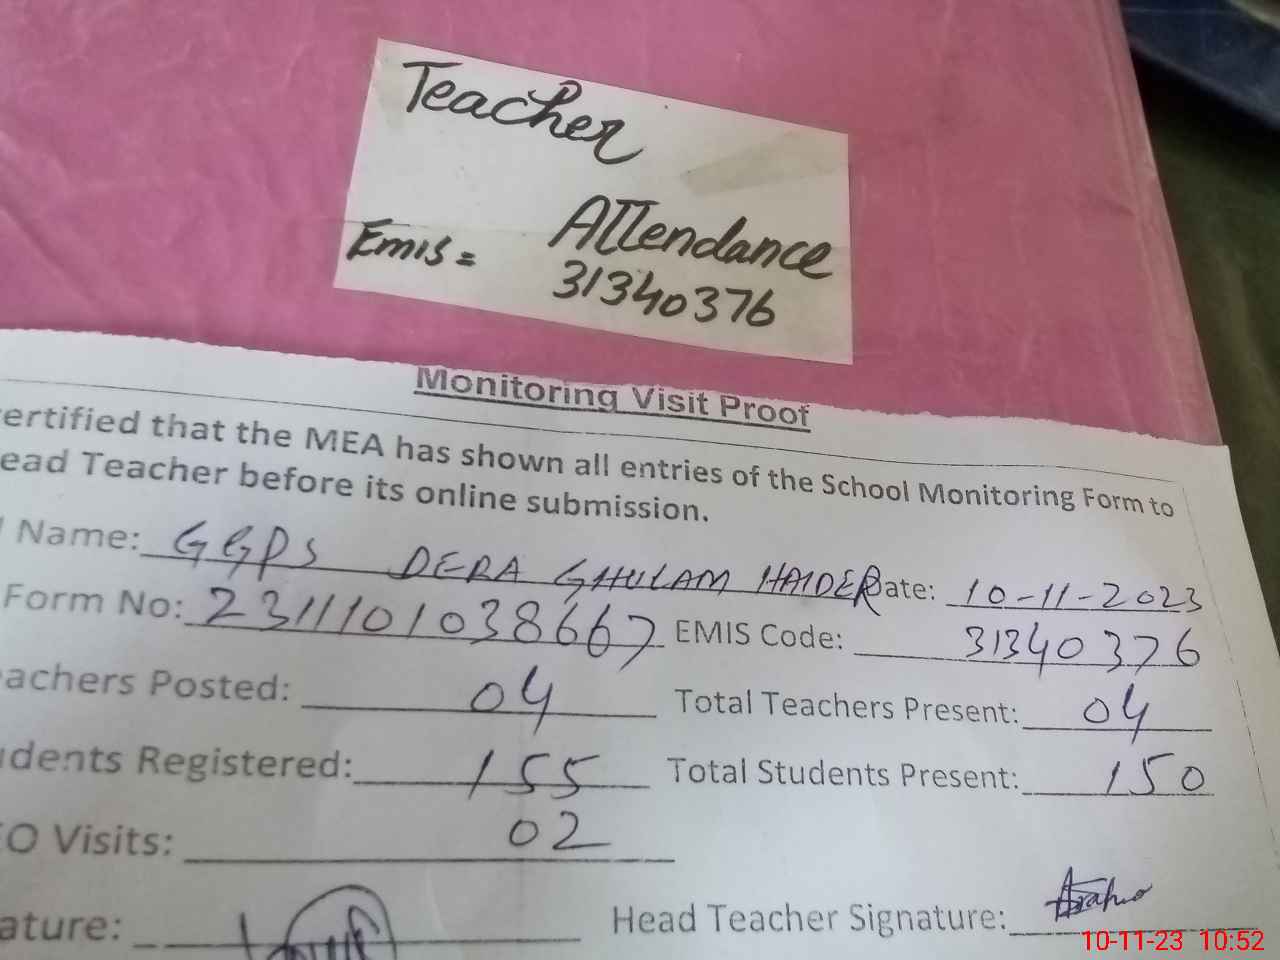 Teacher
Attendance
Emis = 31340376
Monitoring Visit Proof
ertified that the MEA has shown all entries of the School Monitoring Form to
ead Teacher before its online submission.
Name: GGPS DERA GHULAM HAIDER Date: 10-11-2023
Form No: 2311101038667 EMIS Code: 31340376
achers Posted: 04 Total Teachers Present: 04
dents Registered: 155 Total Students Present: 150
O Visits: 02
ature: Head Teacher Signature:
10-11-23 10:52